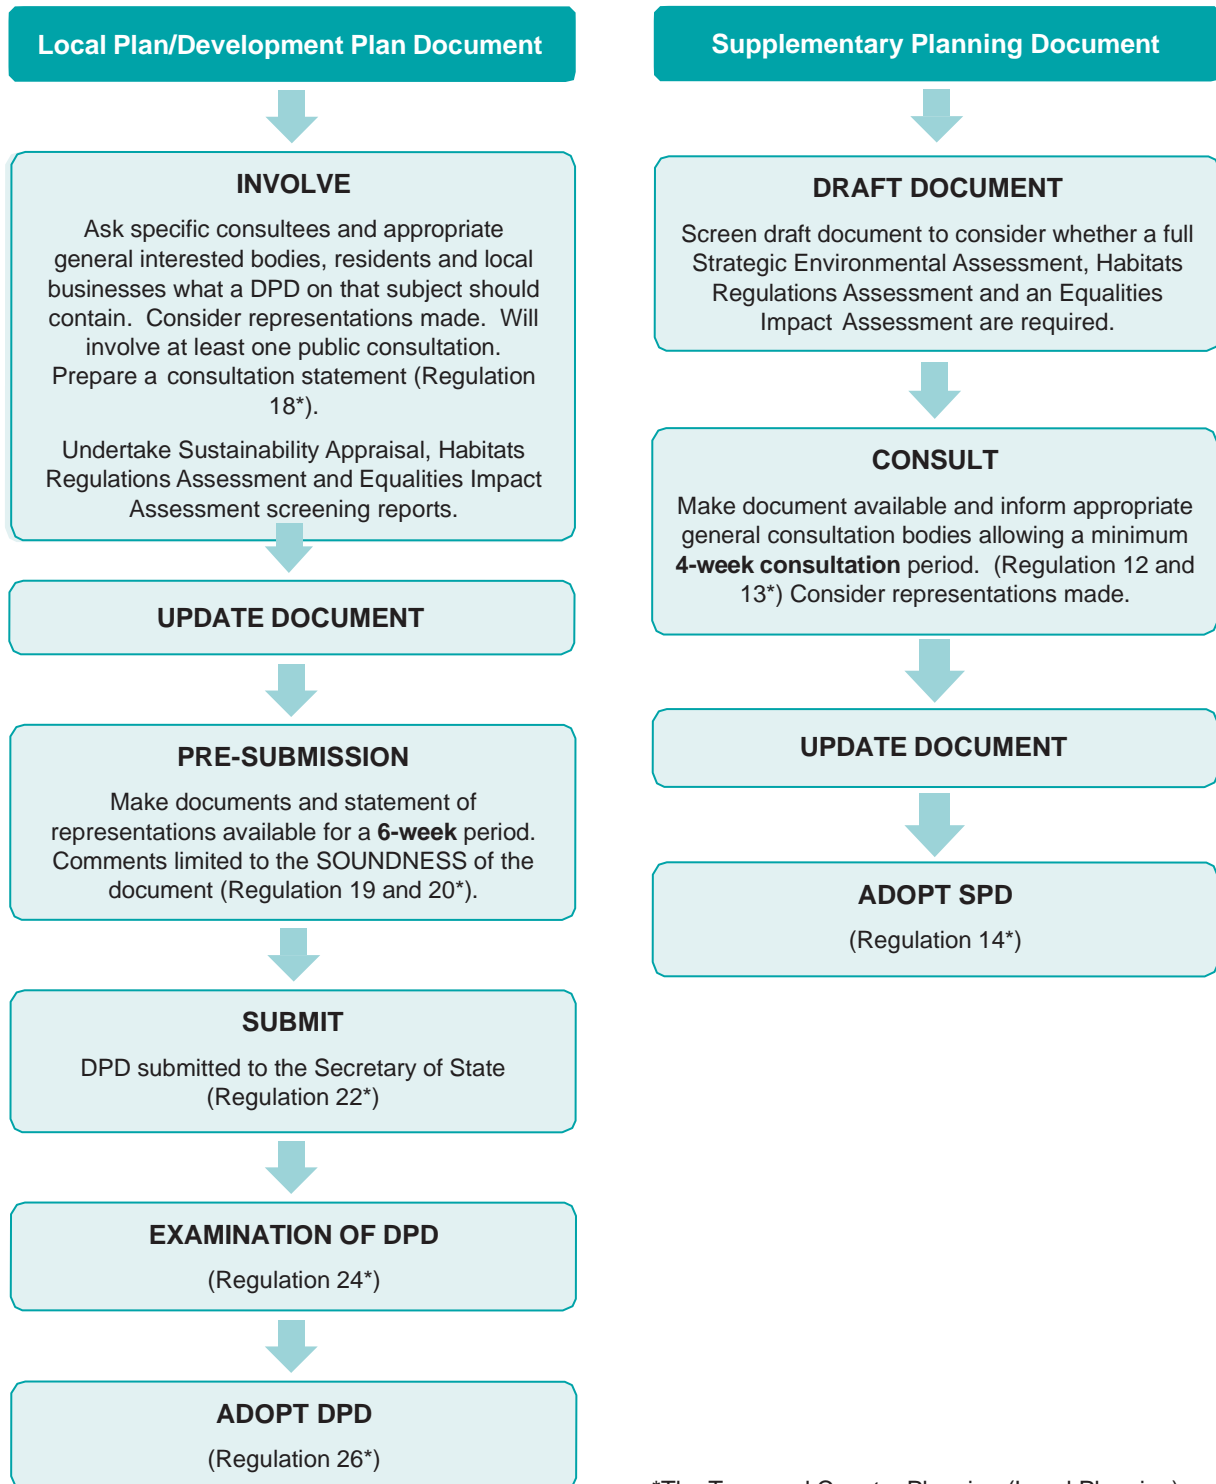 Local Plan/Development Plan Document
INVOLVE
Ask specific consultees and appropriate
general interested bodies, residents and local
businesses what a DPD on that subject should
contain.  Consider representations made.  Will
involve at least one public consultation.
Prepare a consultation statement (Regulation
18*).
Undertake Sustainability Appraisal, Habitats
Regulations Assessment and Equalities Impact
Assessment screening reports.
UPDATE DOCUMENT
PRE-SUBMISSION
Make documents and statement of
representations available for a 6-week period.
Comments limited to the SOUNDNESS of the
document (Regulation 19 and 20*).
SUBMIT
DPD submitted to the Secretary of State
(Regulation 22*)
EXAMINATION OF DPD
(Regulation 24*)
ADOPT DPD
(Regulation 26*)
Supplementary Planning Document
DRAFT DOCUMENT
Screen draft document to consider whether a full
Strategic Environmental Assessment, Habitats
Regulations Assessment and an Equalities
Impact Assessment are required.
CONSULT
Make document available and inform appropriate
general consultation bodies allowing a minimum
4-week consultation period.  (Regulation 12 and
13*) Consider representations made.
UPDATE DOCUMENT
ADOPT SPD
(Regulation 14*)
*The Town and Country Planning (Local Planning)